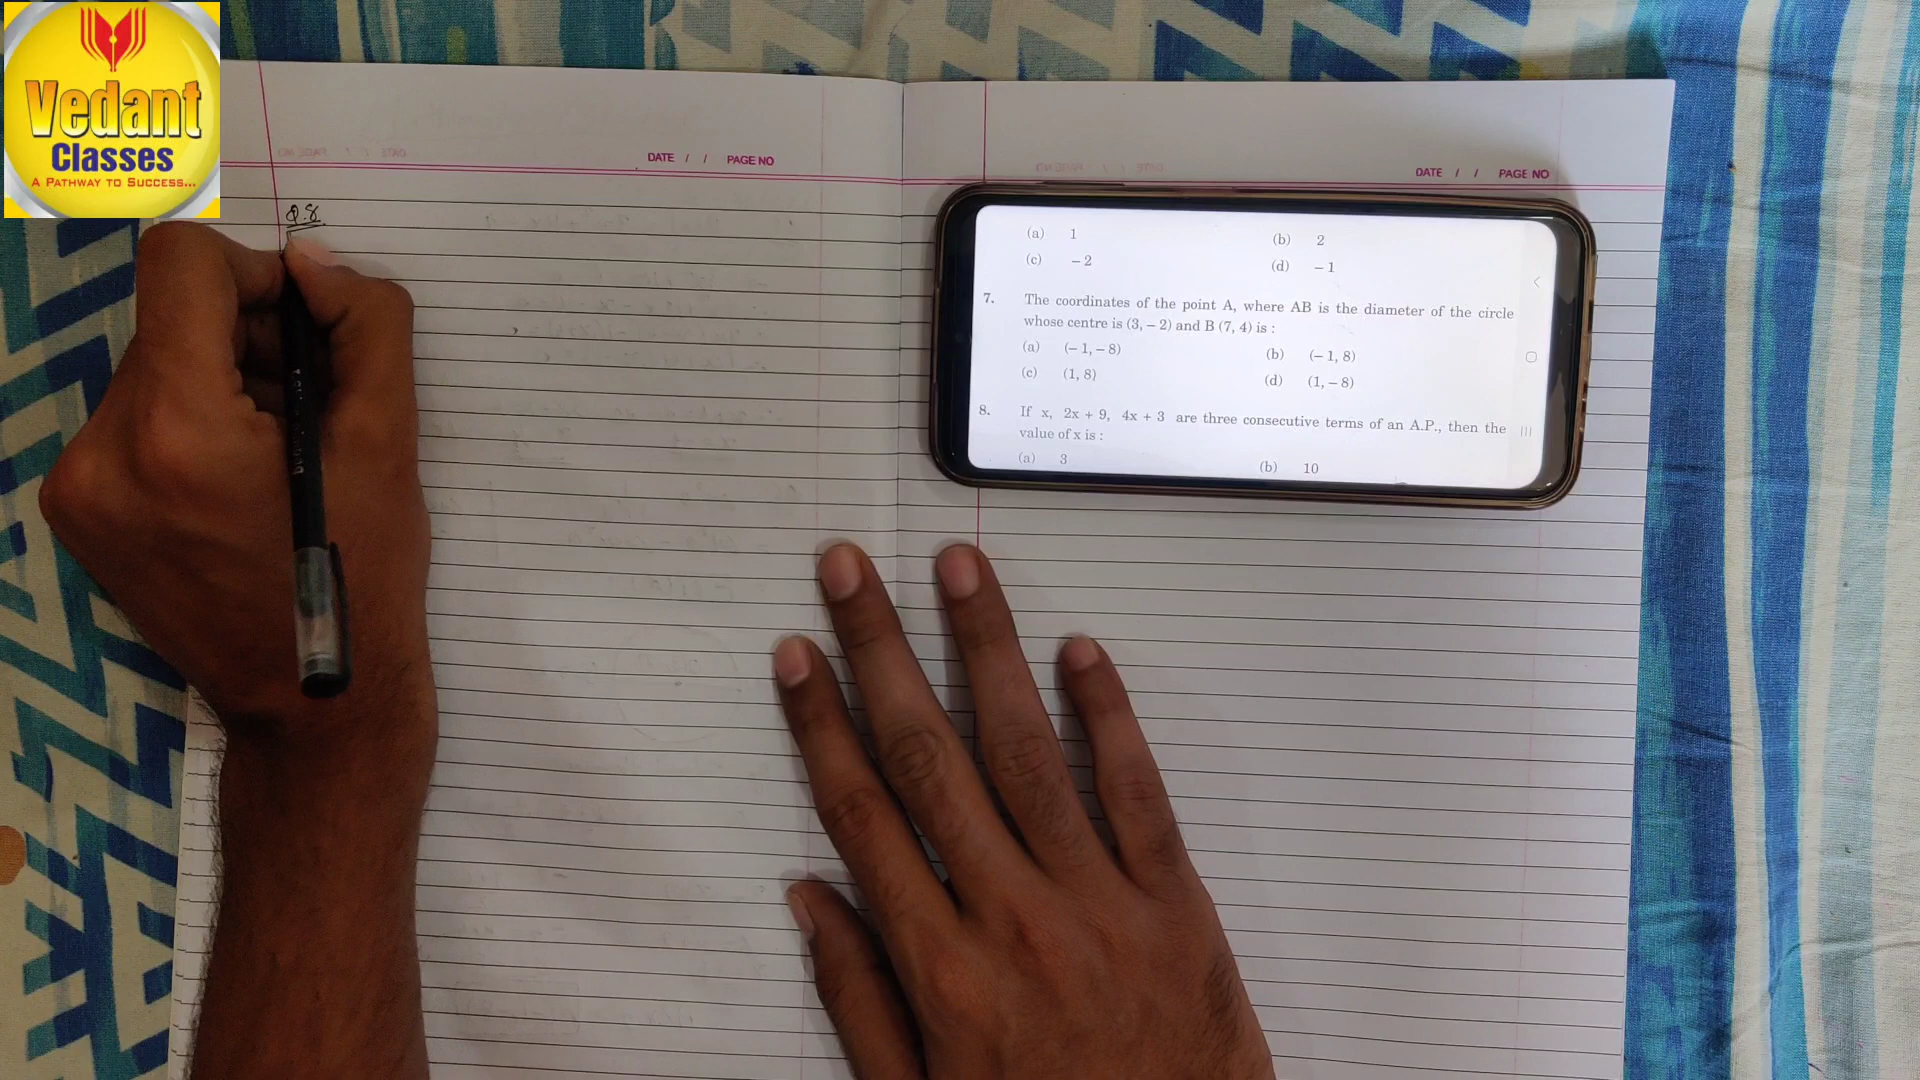 Vedant
Classes
A PATHWAY TO SUCCESS...
DATE / / PAGE NO
DATE / / PAGE NO
Q.8
(a) 1 (b) 2
(c) – 2 (d) – 1
7. The coordinates of the point A, where AB is the diameter of the circle
whose centre is (3, – 2) and B (7, 4) is :
(a) (– 1, – 8) (b) (– 1, 8)
(c) (1, 8) (d) (1, – 8)
8. If x, 2x + 9, 4x + 3 are three consecutive terms of an A.P., then the
value of x is :
(a) 3 (b) 10